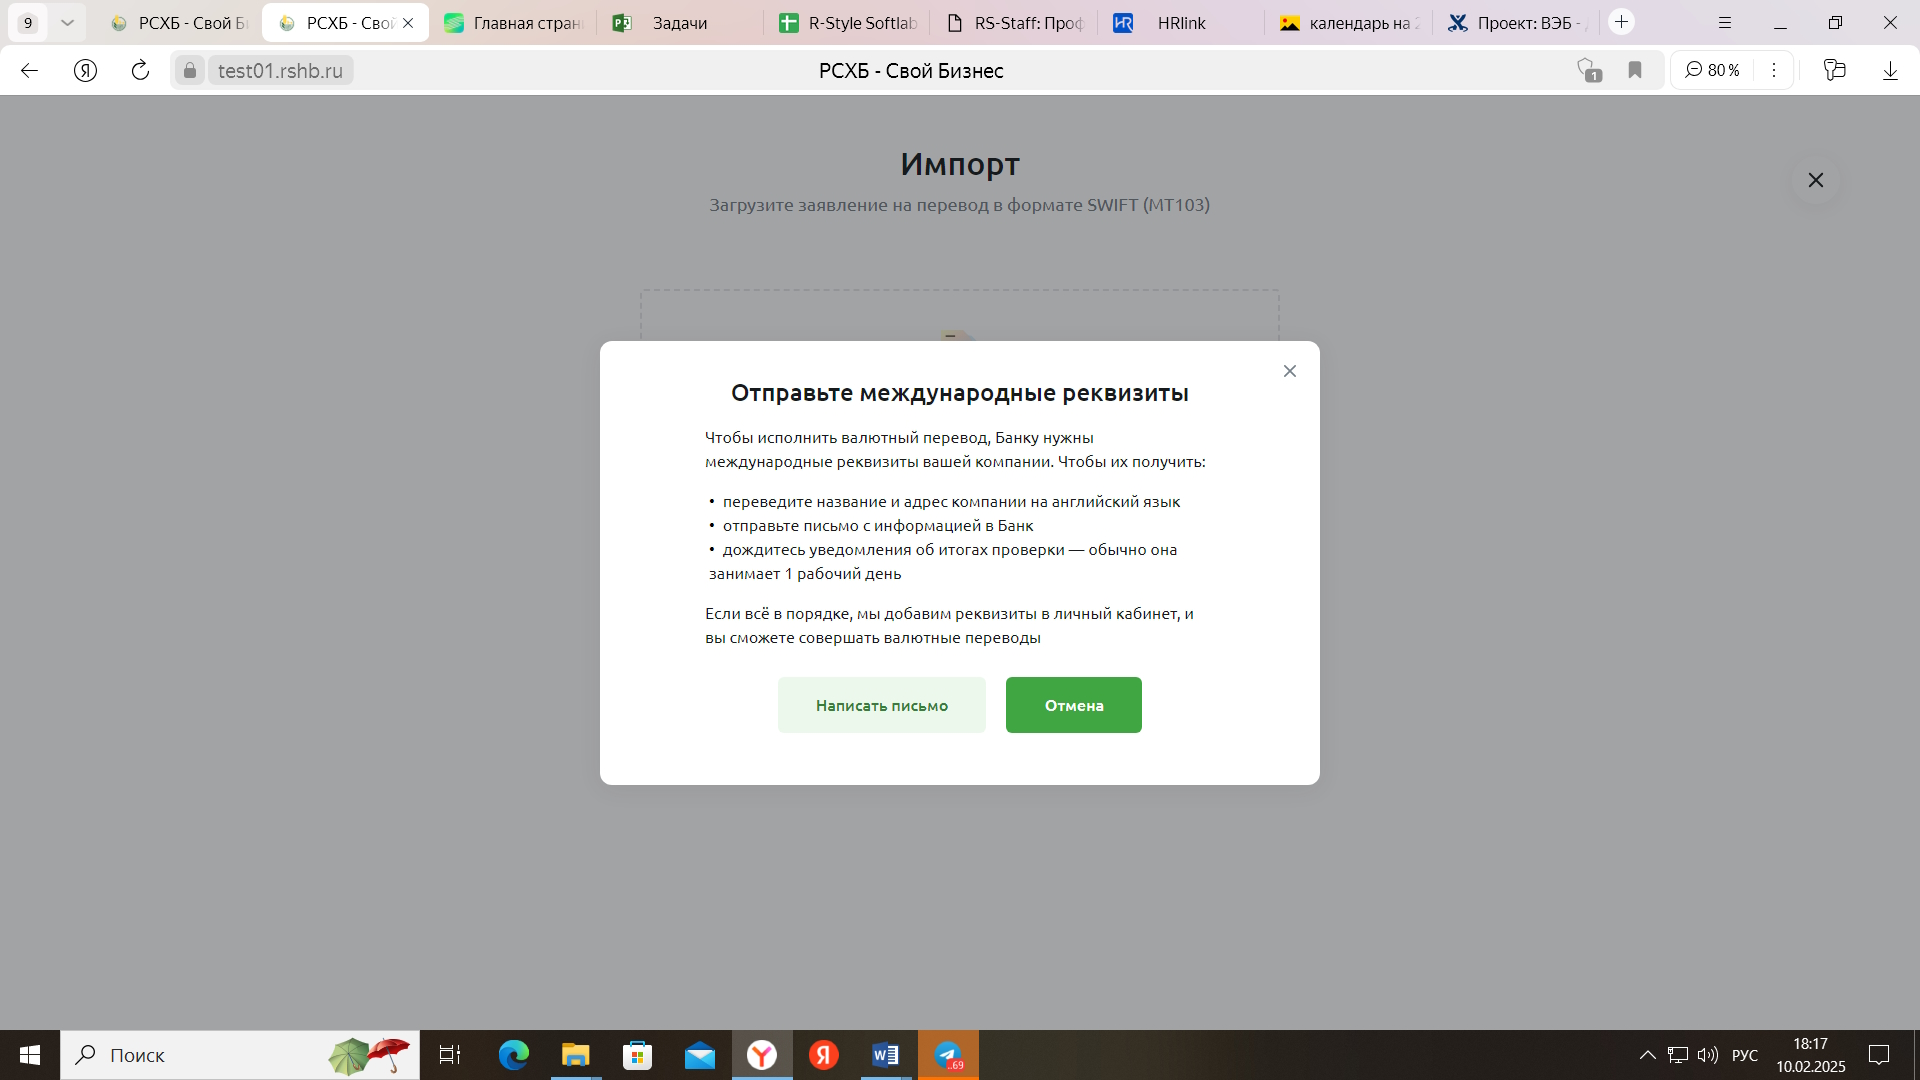 9
РСХБ - Свой Б
РСХБ - Свой
Главная стран
Задачи
R-Style Softlab
RS-Staff: Проф
HRlink
календарь на 2
Проект: ВЭБ -
test01.rshb.ru
РСХБ - Свой Бизнес
1
80 %
Импорт
Загрузите заявление на перевод в формате SWIFT (MT103)
Отправьте международные реквизиты
Чтобы исполнить валютный перевод, Банку нужны
международные реквизиты вашей компании. Чтобы их получить:
• переведите название и адрес компании на английский язык
• отправьте письмо с информацией в Банк
• дождитесь уведомления об итогах проверки — обычно она
занимает 1 рабочий день
Если всё в порядке, мы добавим реквизиты в личный кабинет, и
вы сможете совершать валютные переводы
Написать письмо
Отмена
Поиск
..69
РУС
18:17
10.02.2025